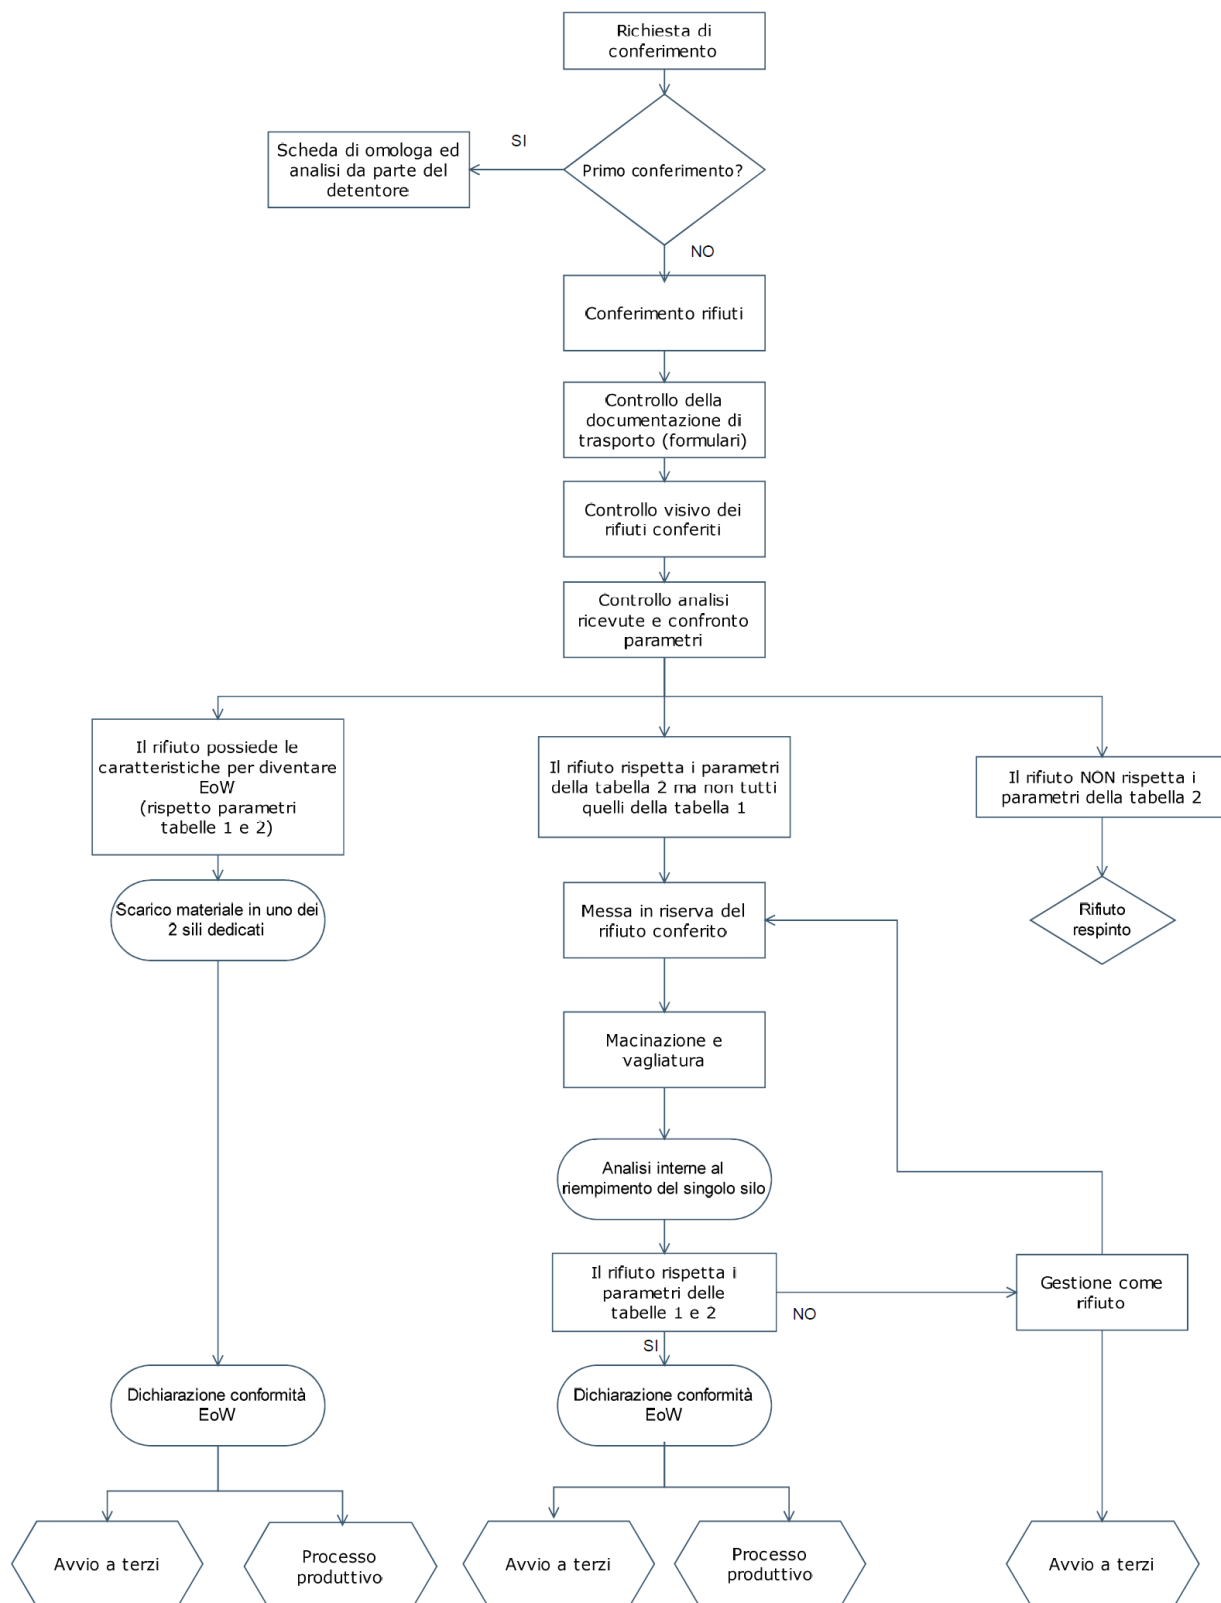 Richiesta di
conferimento
SI
Scheda di omologa ed
analisi da parte del
detentore
Primo conferimento?
NO
Conferimento rifiuti
Controllo della
documentazione di
trasporto (formulari)
Controllo visivo dei
rifiuti conferiti
Controllo analisi
ricevute e confronto
parametri
Il rifiuto possiede le
caratteristiche per diventare
EoW
(rispetto parametri
tabelle 1 e 2)
Il rifiuto rispetta i parametri
della tabella 2 ma non tutti
quelli della tabella 1
Il rifiuto NON rispetta i
parametri della tabella 2
Scarico materiale in uno dei
2 sili dedicati
Messa in riserva del
rifiuto conferito
Rifiuto
respinto
Macinazione e
vagliatura
Analisi interne al
riempimento del singolo silo
Il rifiuto rispetta i
parametri delle
tabelle 1 e 2
NO
Gestione come
rifiuto
SI
Dichiarazione conformità
EoW
Dichiarazione conformità
EoW
Avvio a terzi
Processo
produttivo
Avvio a terzi
Processo
produttivo
Avvio a terzi